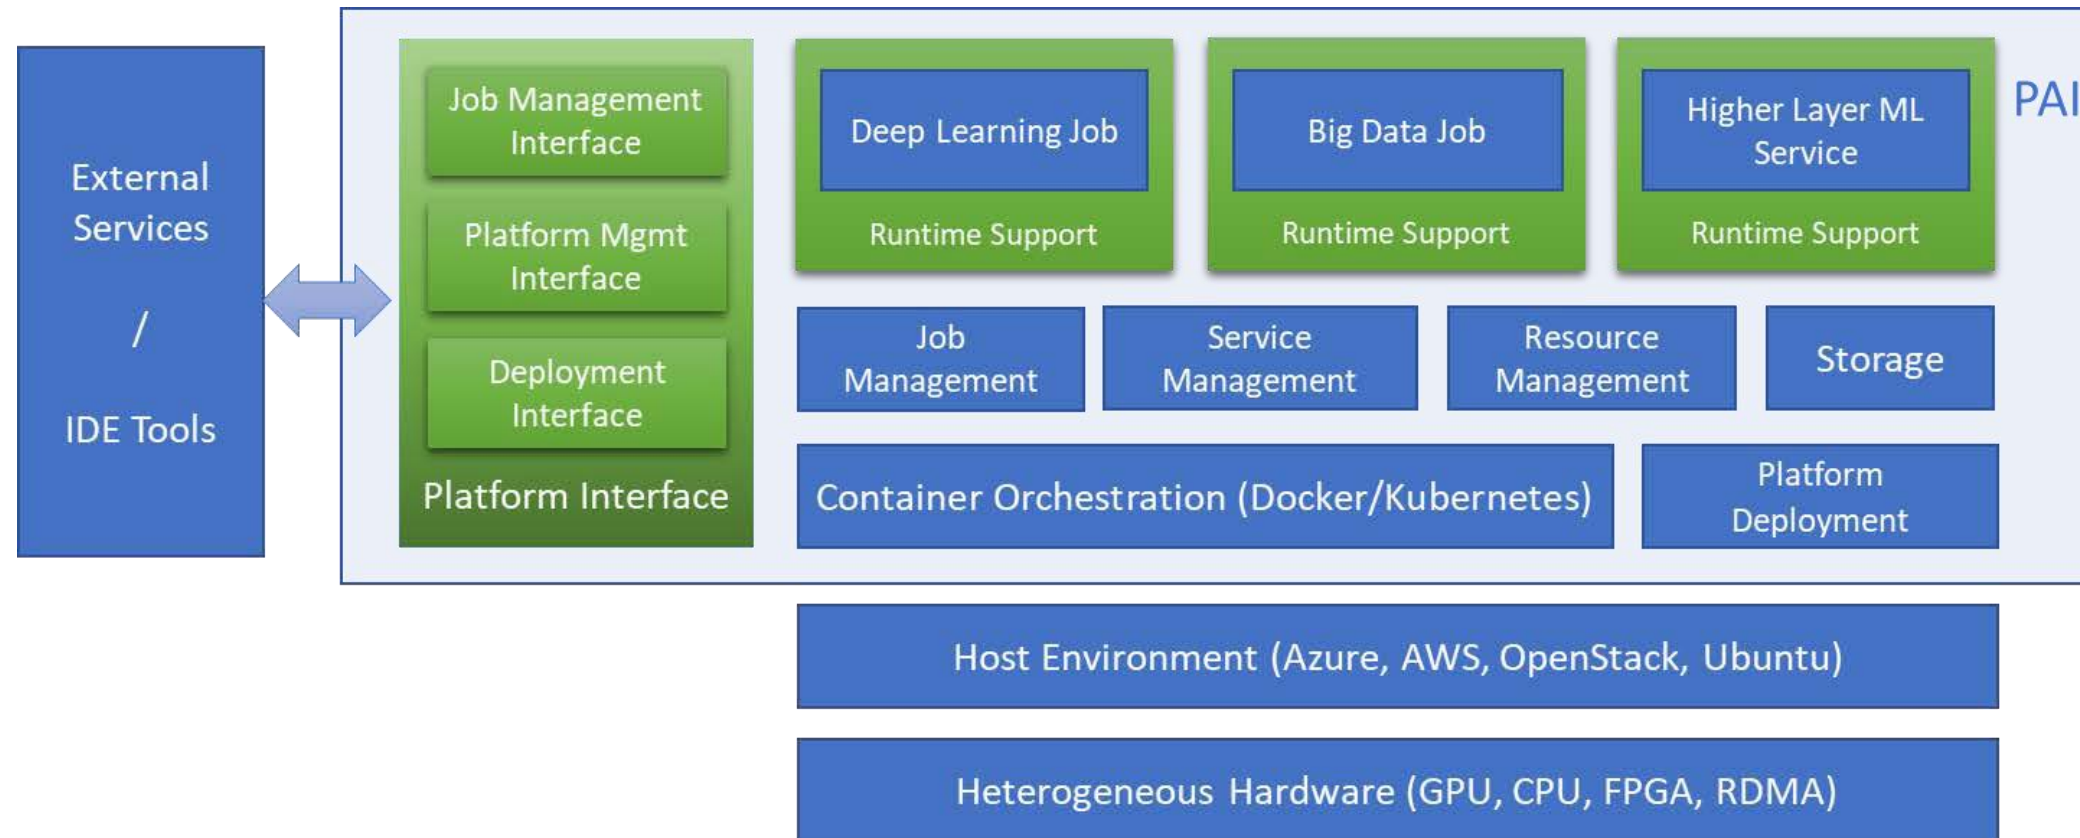 External
Services
/
IDE Tools
Job Management
Interface
Platform Mgmt
Interface
Deployment
Interface
Platform Interface
Deep Learning Job
Runtime Support
Big Data Job
Runtime Support
Higher Layer ML
Service
Runtime Support
PAI
Job
Management
Service
Management
Resource
Management
Storage
Container Orchestration (Docker/Kubernetes)
Platform
Deployment
Host Environment (Azure, AWS, OpenStack, Ubuntu)
Heterogeneous Hardware (GPU, CPU, FPGA, RDMA)